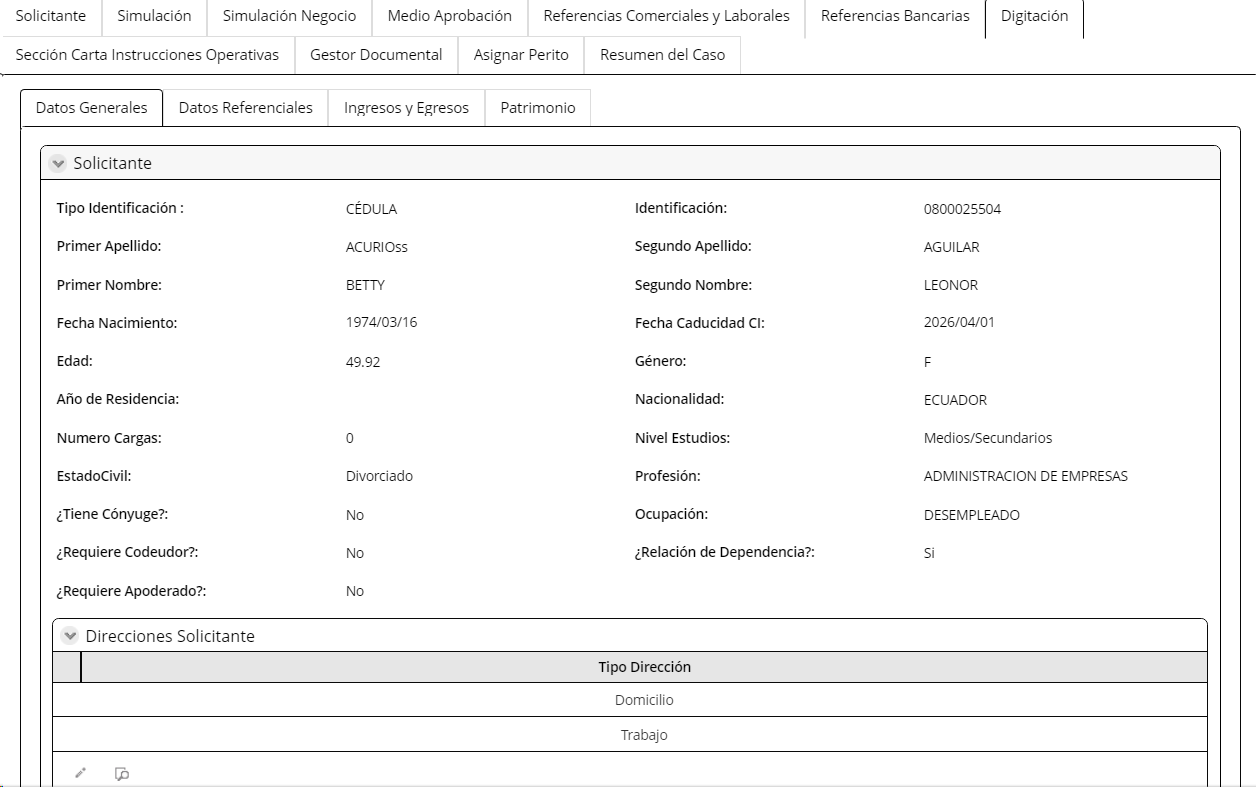 Solicitante Simulación Simulación Negocio Medio Aprobación Referencias Comerciales y Laborales Referencias Bancarias Digitación
Sección Carta Instrucciones Operativas Gestor Documental Asignar Perito Resumen del Caso
Datos Generales Datos Referenciales Ingresos y Egresos Patrimonio
Solicitante
Tipo Identificación : CÉDULA Identificación: 0800025504
Primer Apellido: ACURIOss Segundo Apellido: AGUILAR
Primer Nombre: BETTY Segundo Nombre: LEONOR
Fecha Nacimiento: 1974/03/16 Fecha Caducidad CI: 2026/04/01
Edad: 49.92 Género: F
Año de Residencia: Nacionalidad: ECUADOR
Numero Cargas: 0 Nivel Estudios: Medios/Secundarios
EstadoCivil: Divorciado Profesión: ADMINISTRACION DE EMPRESAS
¿Tiene Cónyuge?: No Ocupación: DESEMPLEADO
¿Requiere Codeudor?: No ¿Relación de Dependencia?: Si
¿Requiere Apoderado?: No
Direcciones Solicitante
Tipo Dirección
Domicilio
Trabajo